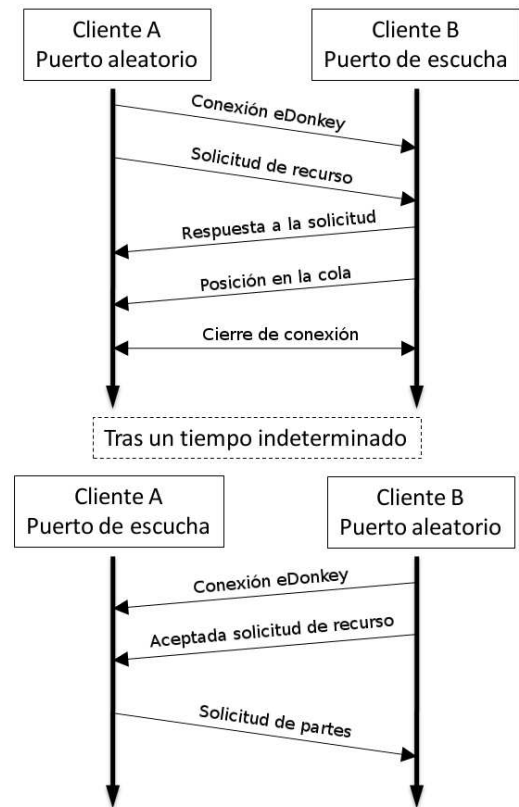 Cliente A
Puerto aleatorio
Cliente B
Puerto de escucha
Conexión eDonkey
Solicitud de recurso
Respuesta a la solicitud
Posición en la cola
Cierre de conexión
Tras un tiempo indeterminado
Cliente A
Puerto de escucha
Cliente B
Puerto aleatorio
Conexión eDonkey
Aceptada solicitud de recurso
Solicitud de partes